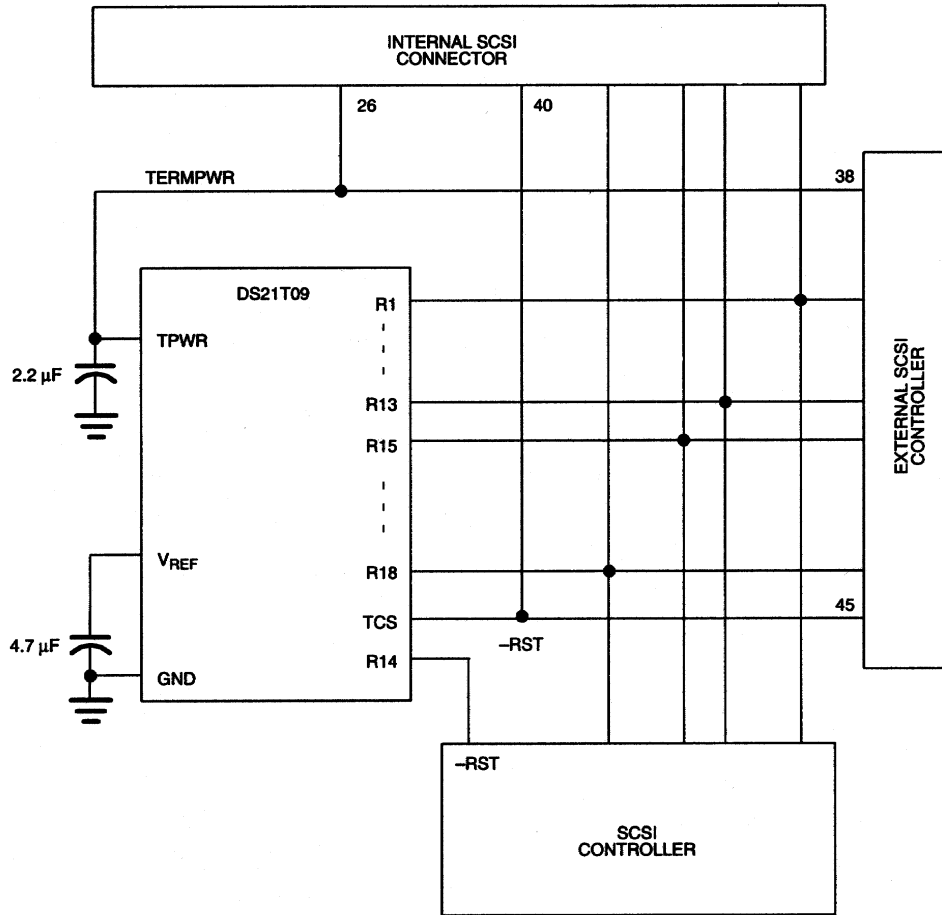 INTERNAL SCSI
CONNECTOR
26
40
TERMPWR
38
DS21T09
R1
TPWR
2.2 µF
R13
R15
EXTERNAL SCSI
CONTROLLER
VREF
R18
45
TCS
4.7 µF
–RST
R14
GND
–RST
SCSI
CONTROLLER